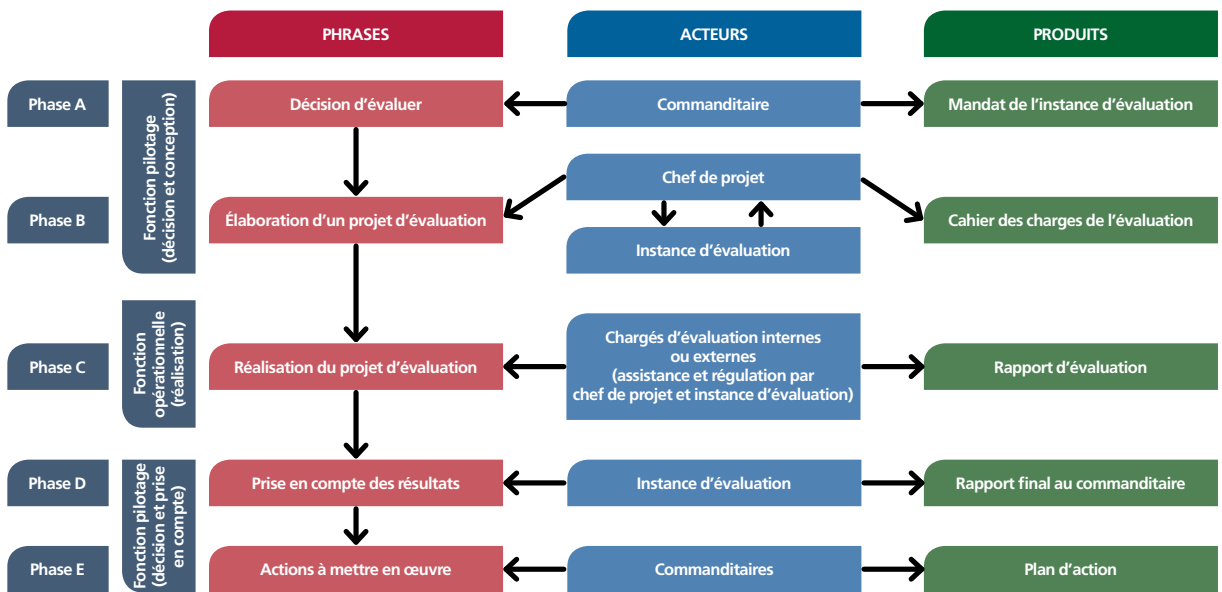 PHRASES
ACTEURS
PRODUITS
Phase A
Fonction pilotage
(décision et conception)
Décision d'évaluer
Commanditaire
Mandat de l'instance d'évaluation
Chef de projet
Phase B
Élaboration d'un projet d'évaluation
Cahier des charges de l'évaluation
Instance d'évaluation
Phase C
Fonction
opérationnelle
(réalisation)
Réalisation du projet d'évaluation
Chargés d'évaluation internes
ou externes
(assistance et régulation par
chef de projet et instance d'évaluation)
Rapport d'évaluation
Phase D
Fonction pilotage
(décision et prise
en compte)
Prise en compte des résultats
Instance d'évaluation
Rapport final au commanditaire
Phase E
Actions à mettre en œuvre
Commanditaires
Plan d'action